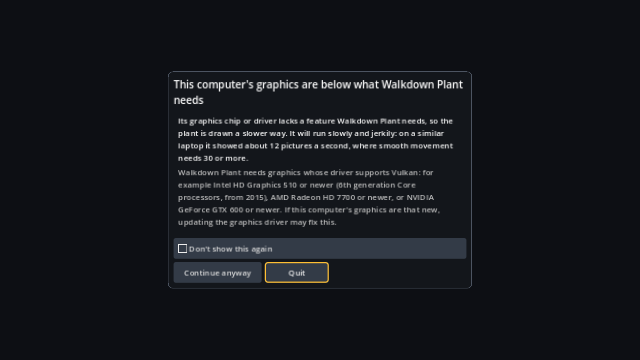 This computer's graphics are below what Walkdown Plant
needs
Its graphics chip or driver lacks a feature Walkdown Plant needs, so the
plant is drawn a slower way. It will run slowly and jerkily: on a similar
laptop it showed about 12 pictures a second, where smooth movement
needs 30 or more.
Walkdown Plant needs graphics whose driver supports Vulkan: for
example Intel HD Graphics 510 or newer (6th generation Core
processors, from 2015), AMD Radeon HD 7700 or newer, or NVIDIA
GeForce GTX 600 or newer. If this computer's graphics are that new,
updating the graphics driver may fix this.
Don't show this again
Continue anyway
Quit